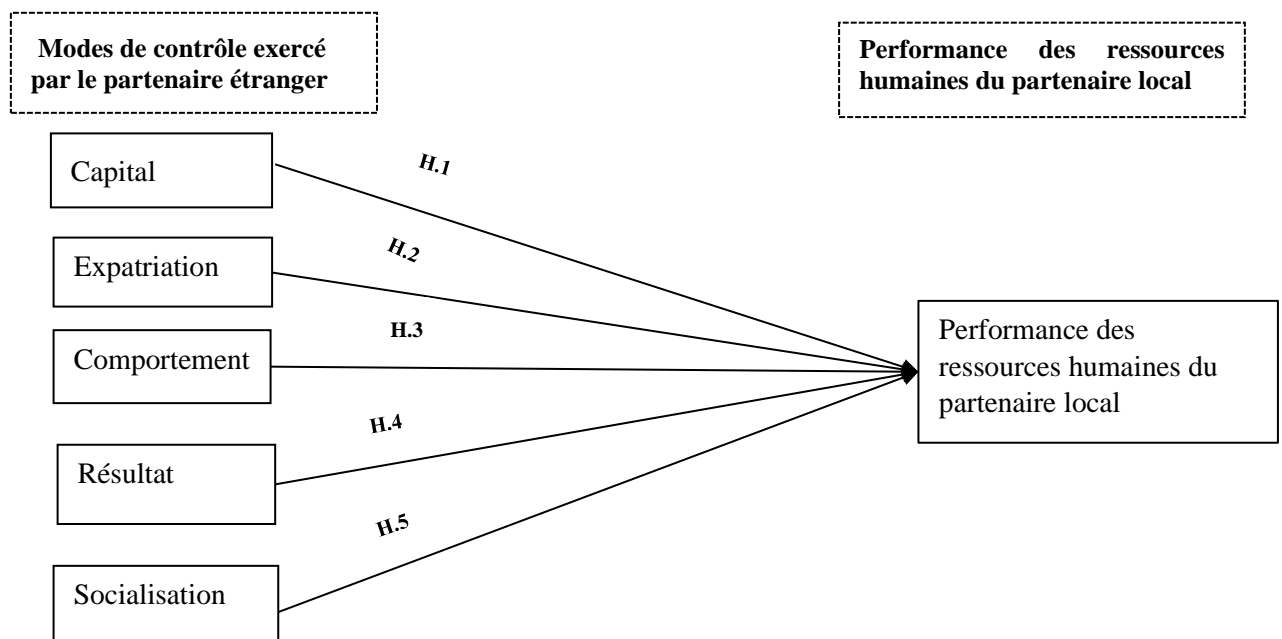 Modes de contrôle exercé
par le partenaire étranger
Performance des ressources
humaines du partenaire local
Capital
H.1
Expatriation
H.2
Comportement
H.3
Performance des
ressources humaines du
partenaire local
Résultat
H.4
Socialisation
H.5